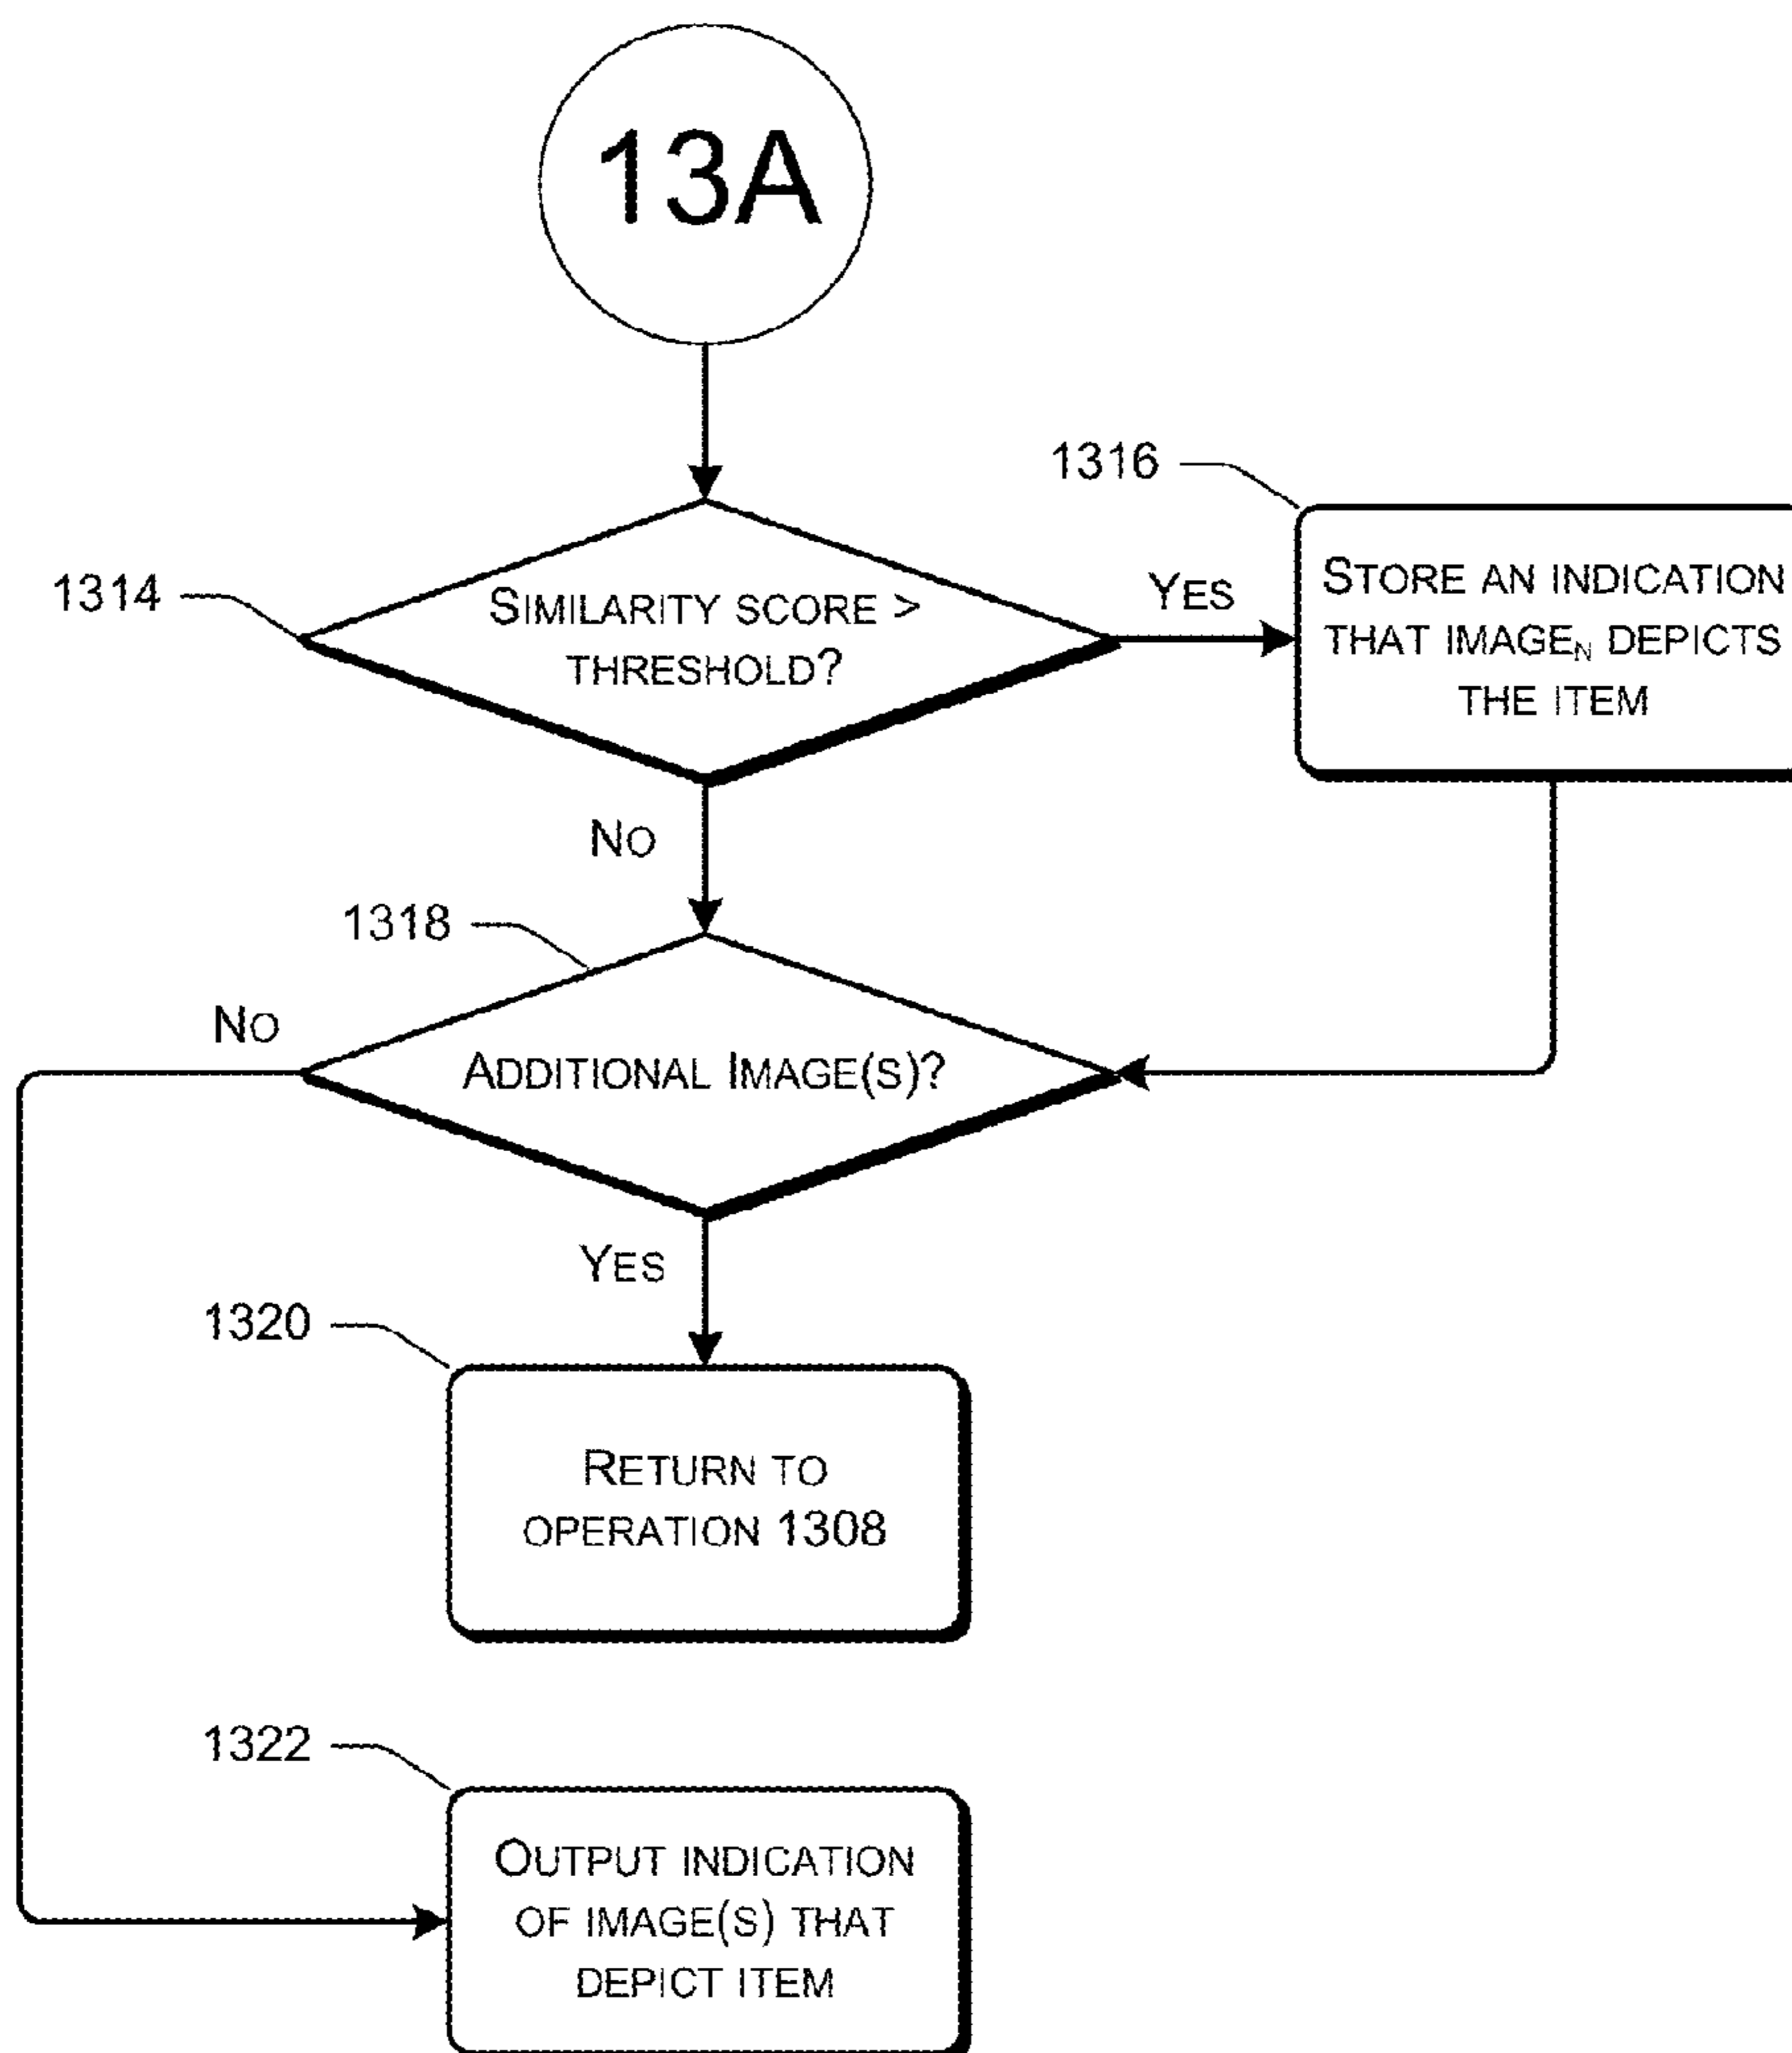 13A
1314
SIMILARITY SCORE >
THRESHOLD?
YES
1316
STORE AN INDICATION
THAT IMAGE_N DEPICTS
THE ITEM
NO
1318
NO
ADDITIONAL IMAGE(S)?
YES
1320
RETURN TO
OPERATION 1308
1322
OUTPUT INDICATION
OF IMAGE(S) THAT
DEPICT ITEM